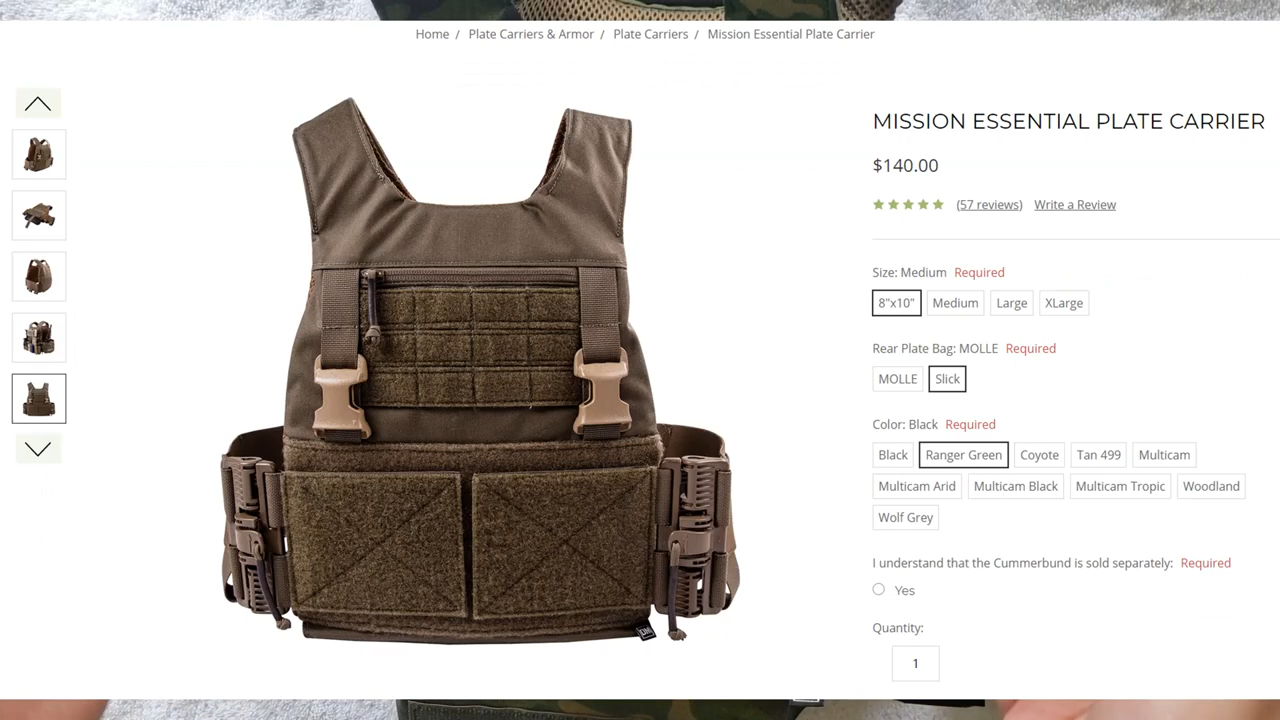 Home / Plate Carriers & Armor / Plate Carriers / Mission Essential Plate Carrier
MISSION ESSENTIAL PLATE CARRIER
$140.00
(57 reviews) Write a Review
Size: Medium Required
8"x10" Medium Large XLarge
Rear Plate Bag: MOLLE Required
MOLLE Slick
Color: Black Required
Black Ranger Green Coyote Tan 499 Multicam
Multicam Arid Multicam Black Multicam Tropic Woodland
Wolf Grey
I understand that the Cummerbund is sold separately: Required
Yes
Quantity:
1